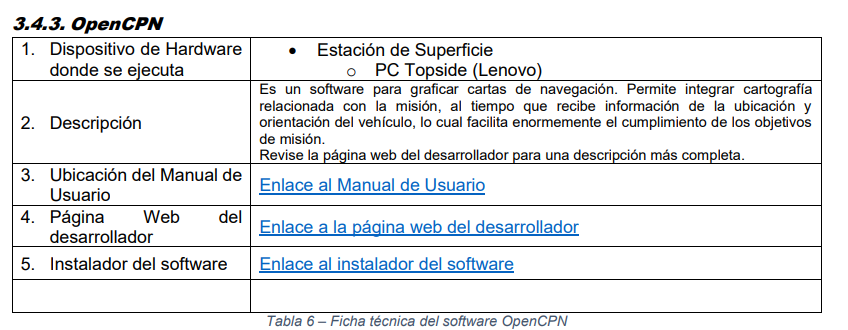 3.4.3. OpenCPN
1. Dispositivo de Hardware
donde se ejecuta
• Estación de Superficie
o PC Topside (Lenovo)
2. Descripción
Es un software para graficar cartas de navegación. Permite integrar cartografía
relacionada con la misión, al tiempo que recibe información de la ubicación y
orientación del vehículo, lo cual facilita enormemente el cumplimiento de los objetivos
de misión.
Revise la página web del desarrollador para una descripción más completa.
3. Ubicación del Manual de
Usuario
Enlace al Manual de Usuario
4. Página Web del
desarrollador
Enlace a la página web del desarrollador
5. Instalador del software
Enlace al instalador del software
Tabla 6 – Ficha técnica del software OpenCPN